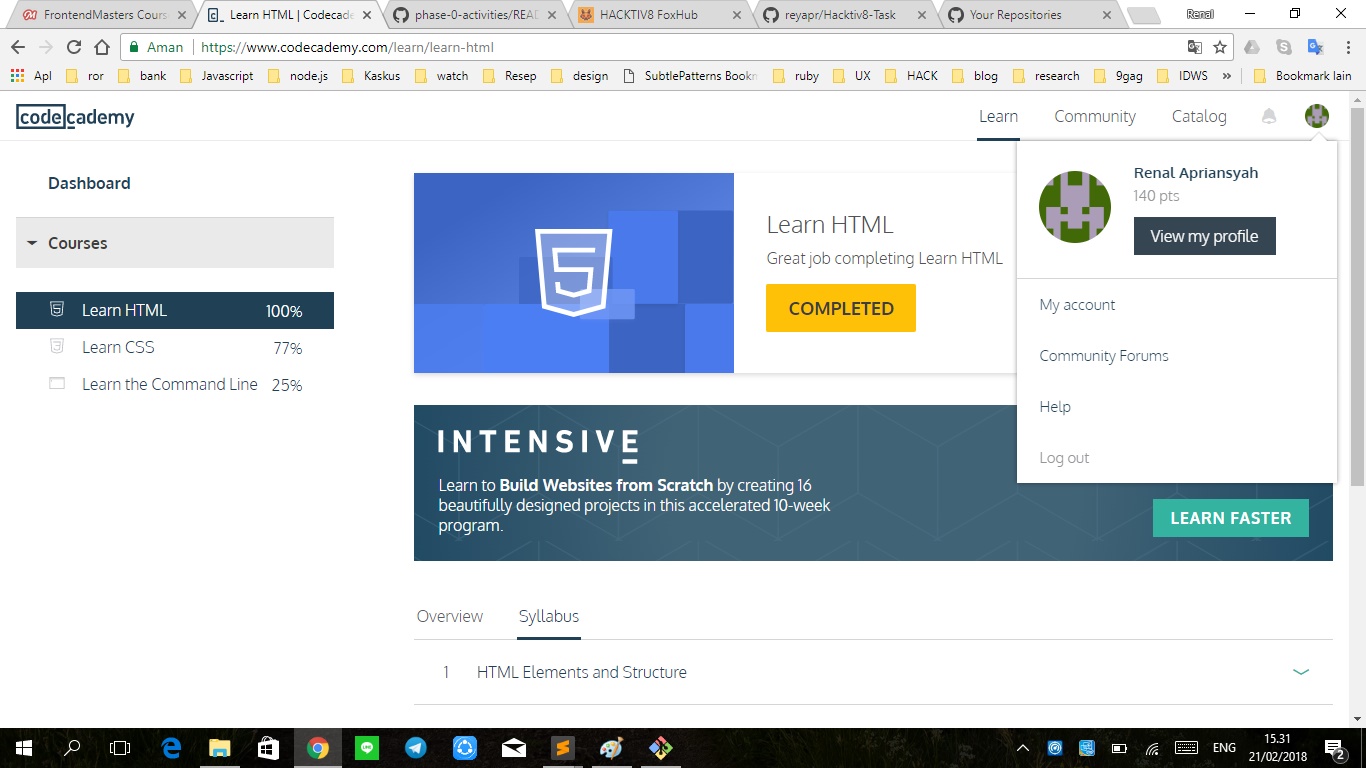 FrontendMasters Cours
Learn HTML | Codecade
phase-0-activities/READ
HACKTIV8 FoxHub
reyapr/Hacktiv8-Task
Your Repositories
Renal
Aman
https://www.codecademy.com/learn/learn-html
Apl
ror
bank
Javascript
node.js
Kaskus
watch
Resep
design
SubtlePatterns Bookm
ruby
UX
HACK
blog
research
9gag
IDWS
»
Bookmark lain
codecademy
Learn
Community
Catalog
Dashboard
Courses
Learn HTML 100%
Learn CSS 77%
Learn the Command Line 25%
Learn HTML
Great job completing Learn HTML
COMPLETED
Renal Apriansyah
140 pts
View my profile
My account
Community Forums
Help
Log out
INTENSIVE
Learn to Build Websites from Scratch by creating 16
beautifully designed projects in this accelerated 10-week
program.
LEARN FASTER
Overview
Syllabus
1 HTML Elements and Structure
ENG
15.31
21/02/2018
2